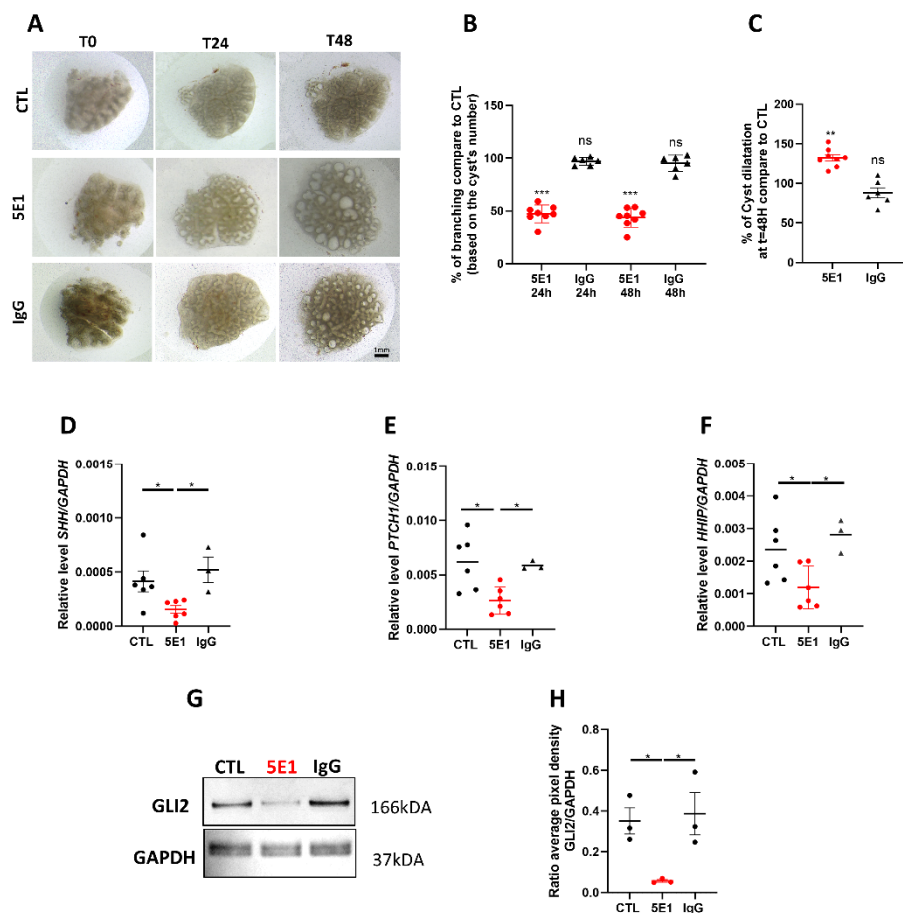 A
T0 T24 T48
CTL
5E1
IgG
1mm
B
% of branching compare to CTL
(based on the cyst's number)
150
100
50
0
***
ns
***
ns
5E1 IgG 5E1 IgG
24h 24h 48h 48h
C
% of Cyst dilatation
at t=48H compare to CTL
200
150
100
50
0
**
ns
5E1 IgG
D
Relative level SHH/GAPDH
0.0015
0.0010
0.0005
0.0000
* *
CTL 5E1 IgG
E
Relative level PTCH1/GAPDH
0.015
0.010
0.005
0.000
* *
CTL 5E1 IgG
F
Relative level HHIP/GAPDH
0.005
0.004
0.003
0.002
0.001
0.000
* *
CTL 5E1 IgG
G
CTL 5E1 IgG
GLI2 166kDA
GAPDH 37kDA
H
Ratio average pixel density
GLI2/GAPDH
0.8
0.6
0.4
0.2
0.0
* *
CTL 5E1 IgG